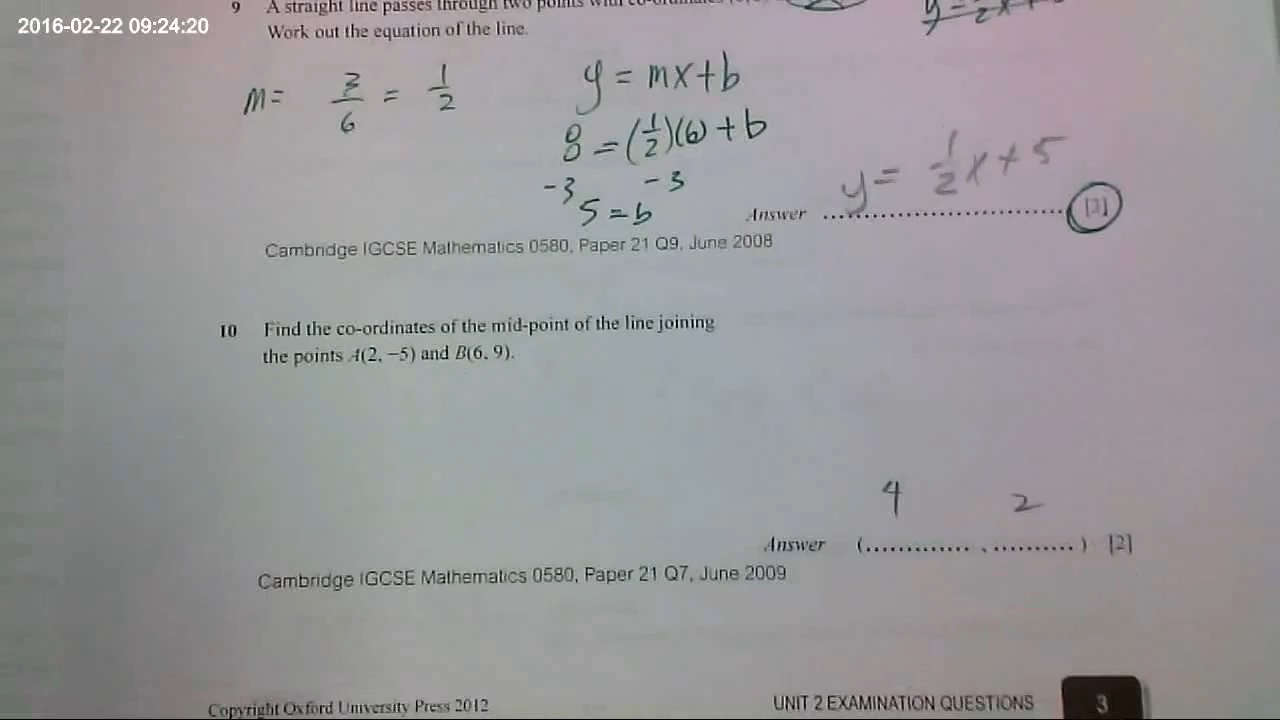 2016-02-22 09:24:20
9 A straight line passes through two points with co-ordinates
Work out the equation of the line.
m = 3/6 = 1/2
y = mx + b
8 = (1/2)(6) + b
-3 -3
5 = b
y = 1/2 x + 5
Answer ........................ [3]
Cambridge IGCSE Mathematics 0580, Paper 21 Q9, June 2008
10 Find the co-ordinates of the mid-point of the line joining
the points A(2, −5) and B(6, 9).
4 2
Answer (............. , ...........) [2]
Cambridge IGCSE Mathematics 0580, Paper 21 Q7, June 2009
Copyright Oxford University Press 2012
UNIT 2 EXAMINATION QUESTIONS 3